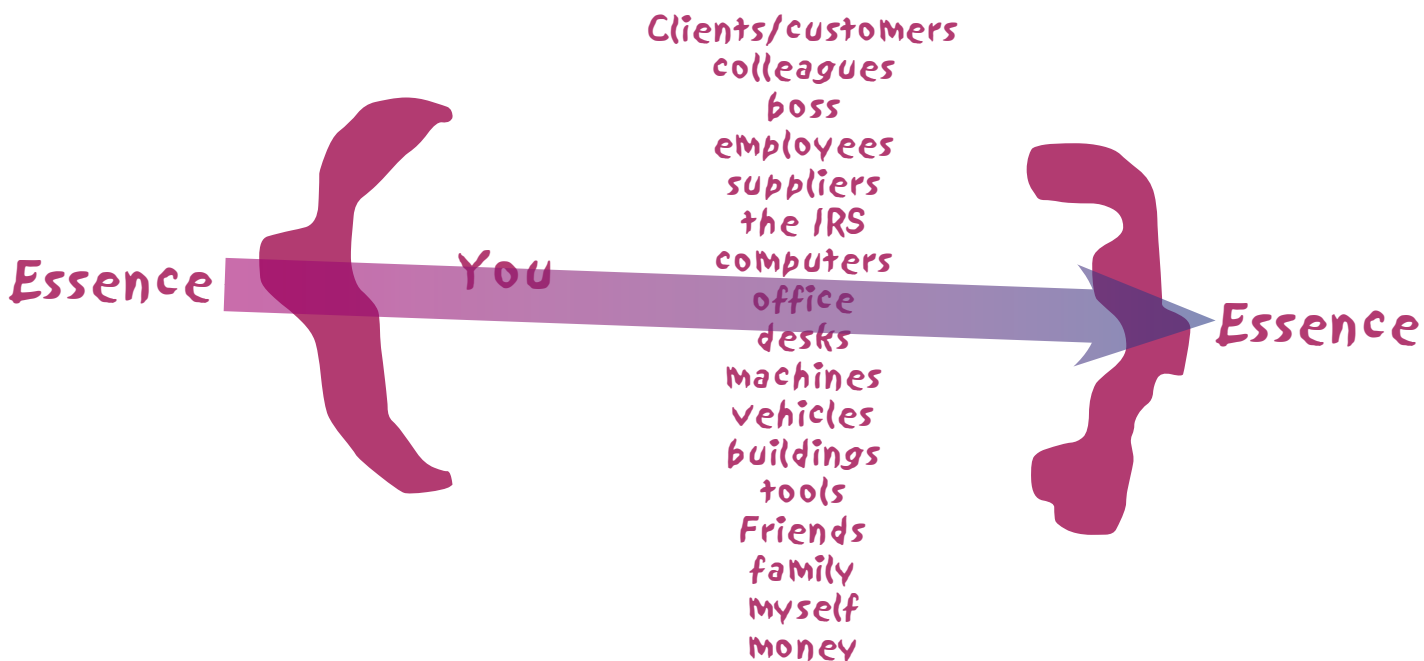 Essence
You
Clients/customers
colleagues
boss
employees
suppliers
the IRS
computers
office
desks
machines
vehicles
buildings
tools
Friends
family
myself
money
Essence